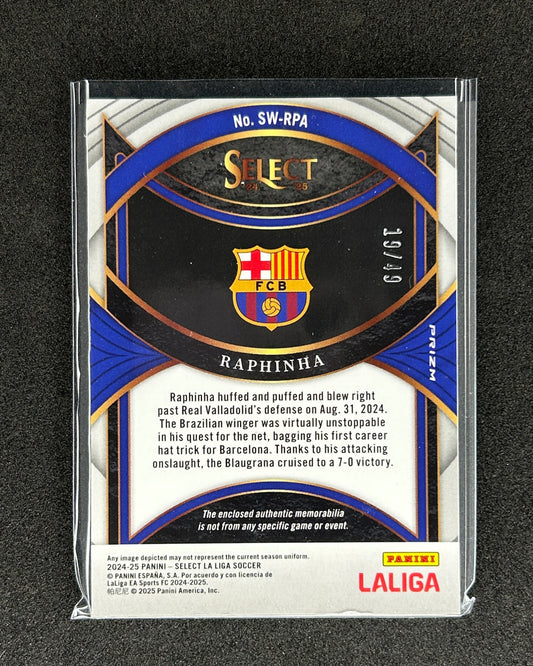 No. SW-RPA
SELECT
24 25
19/49
FCB
RAPHINHA
PRIZM
Raphinha huffed and puffed and blew right
past Real Valladolid's defense on Aug. 31, 2024.
The Brazilian winger was virtually unstoppable
in his quest for the net, bagging his first career
hat trick for Barcelona. Thanks to his attacking
onslaught, the Blaugrana cruised to a 7-0 victory.
The enclosed authentic memorabilia
is not from any specific game or event.
Any image depicted may not represent the current season uniform.
2024-25 PANINI – SELECT LA LIGA SOCCER
© PANINI ESPAÑA, S.A. Por acuerdo y con licencia de
LaLiga EA Sports FC 2024-2025.
帕尼尼 © 2025 Panini America, Inc.
PANINI
LALIGA